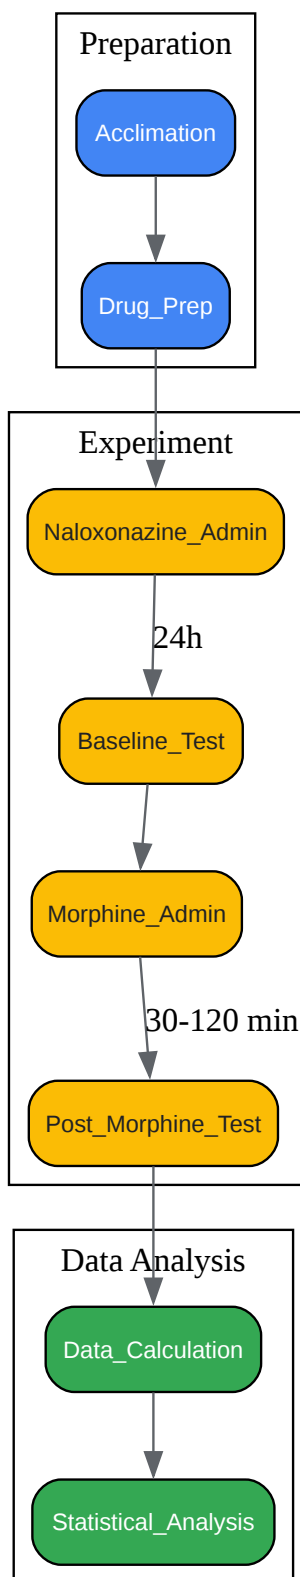 Preparation
Acclimation
Drug_Prep
Experiment
Naloxonazine_Admin
24h
Baseline_Test
Morphine_Admin
30-120 min
Post_Morphine_Test
Data Analysis
Data_Calculation
Statistical_Analysis